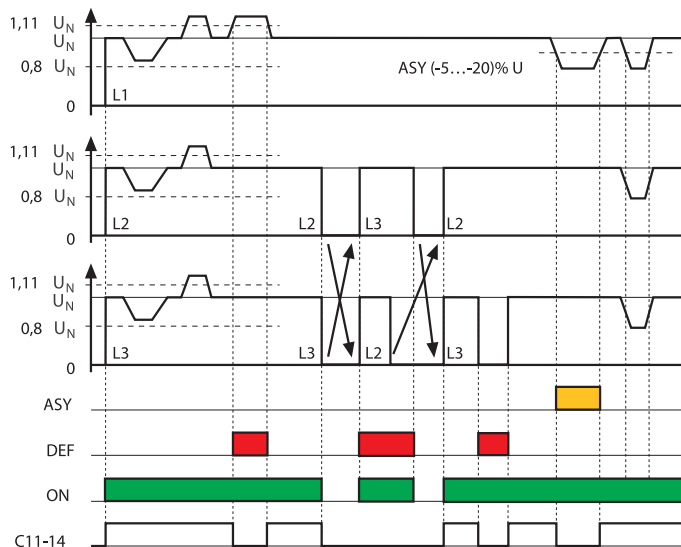 1,11 U_N
U_N
0,8 U_N
ASY (-5...-20)% U
0
L1
1,11 U_N
U_N
0,8 U_N
0
L2
L2
L3
L2
1,11 U_N
U_N
0,8 U_N
0
L3
L3
L2
L3
ASY
DEF
ON
C11-14